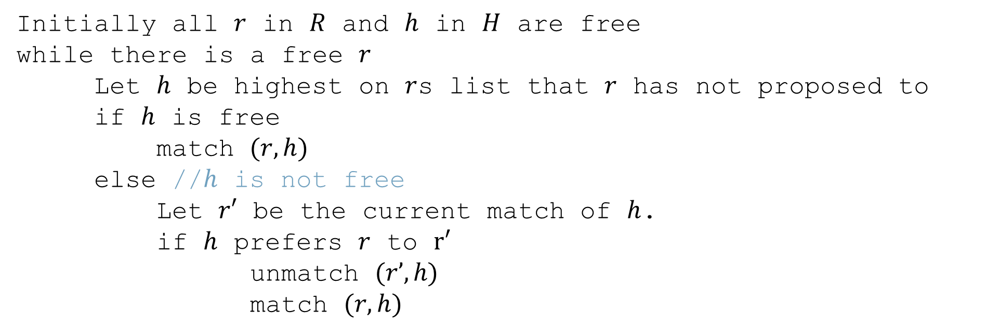 Initially all r in R and h in H are free
while there is a free r
Let h be highest on rs list that r has not proposed to
if h is free
match (r,h)
else //h is not free
Let r′ be the current match of h.
if h prefers r to r′
unmatch (r’,h)
match (r,h)